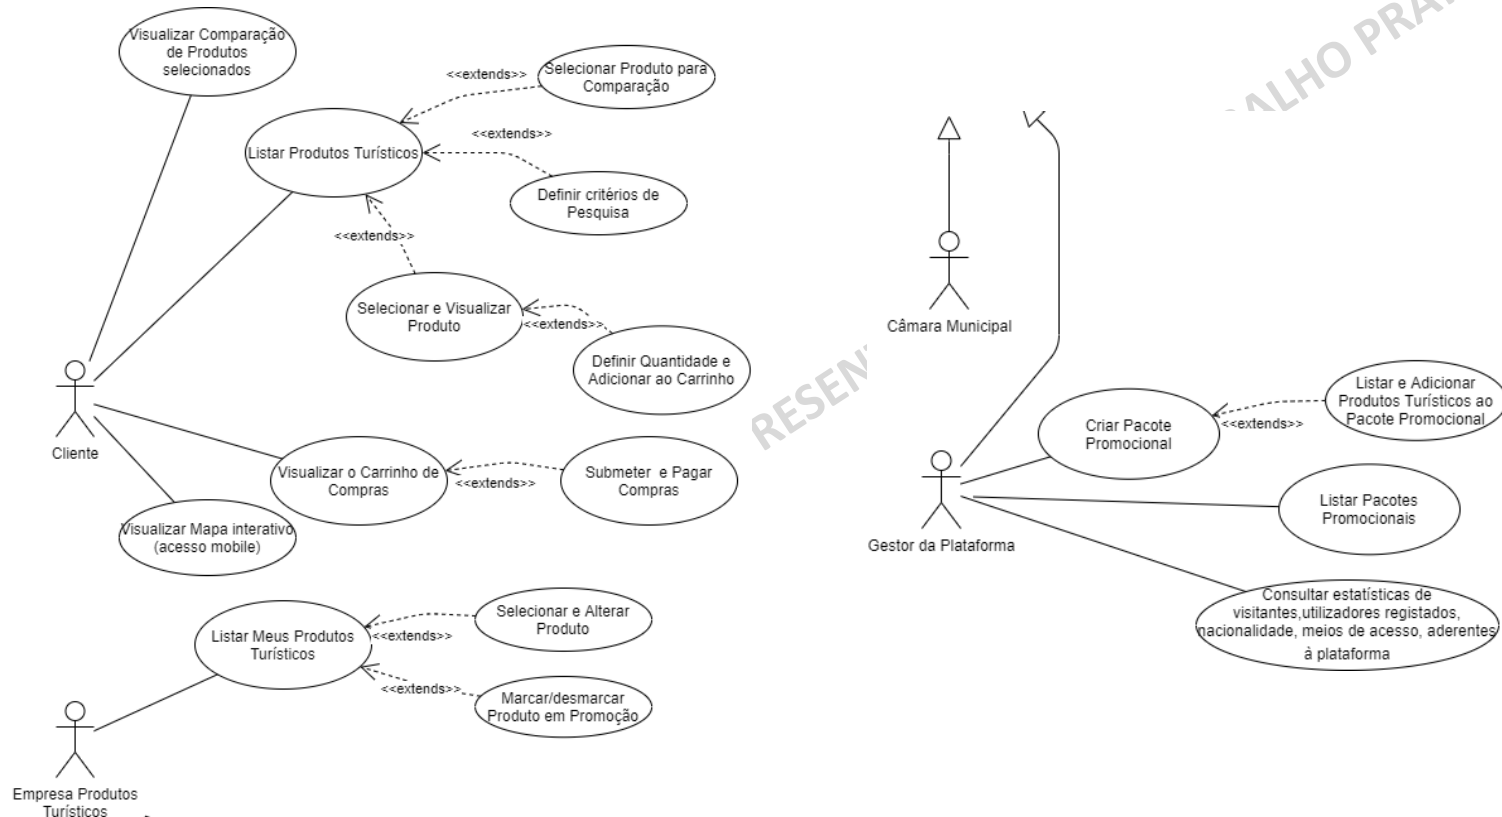 Visualizar Comparação
de Produtos
selecionados
<<extends>>
Selecionar Produto para
Comparação
<<extends>>
Listar Produtos Turísticos
Definir critérios de
Pesquisa
<<extends>>
Selecionar e Visualizar
Produto
<<extends>>
Definir Quantidade e
Adicionar ao Carrinho
Cliente
Visualizar o Carrinho de
Compras
<<extends>>
Submeter e Pagar
Compras
Visualizar Mapa interativo
(acesso mobile)
Listar Meus Produtos
Turísticos
<<extends>>
Selecionar e Alterar
Produto
<<extends>>
Marcar/desmarcar
Produto em Promoção
Empresa Produtos
Turísticos
Câmara Municipal
Criar Pacote
Promocional
<<extends>>
Listar e Adicionar
Produtos Turísticos ao
Pacote Promocional
Listar Pacotes
Promocionais
Gestor da Plataforma
Consultar estatísticas de
visitantes,utilizadores registados,
nacionalidade, meios de acesso, aderentes
à plataforma